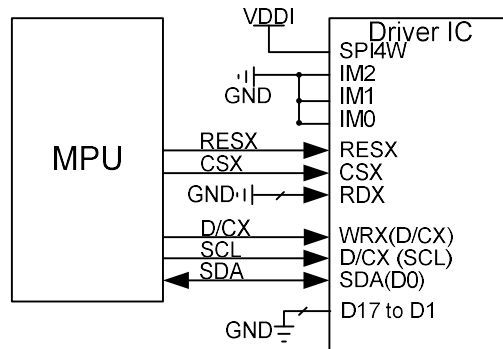 VDDI
Driver IC
SPI4W
IM2
GND
IM1
IM0
MPU
RESX RESX
CSX CSX
GND RDX
D/CX WRX(D/CX)
SCL D/CX (SCL)
SDA SDA(D0)
D17 to D1
GND